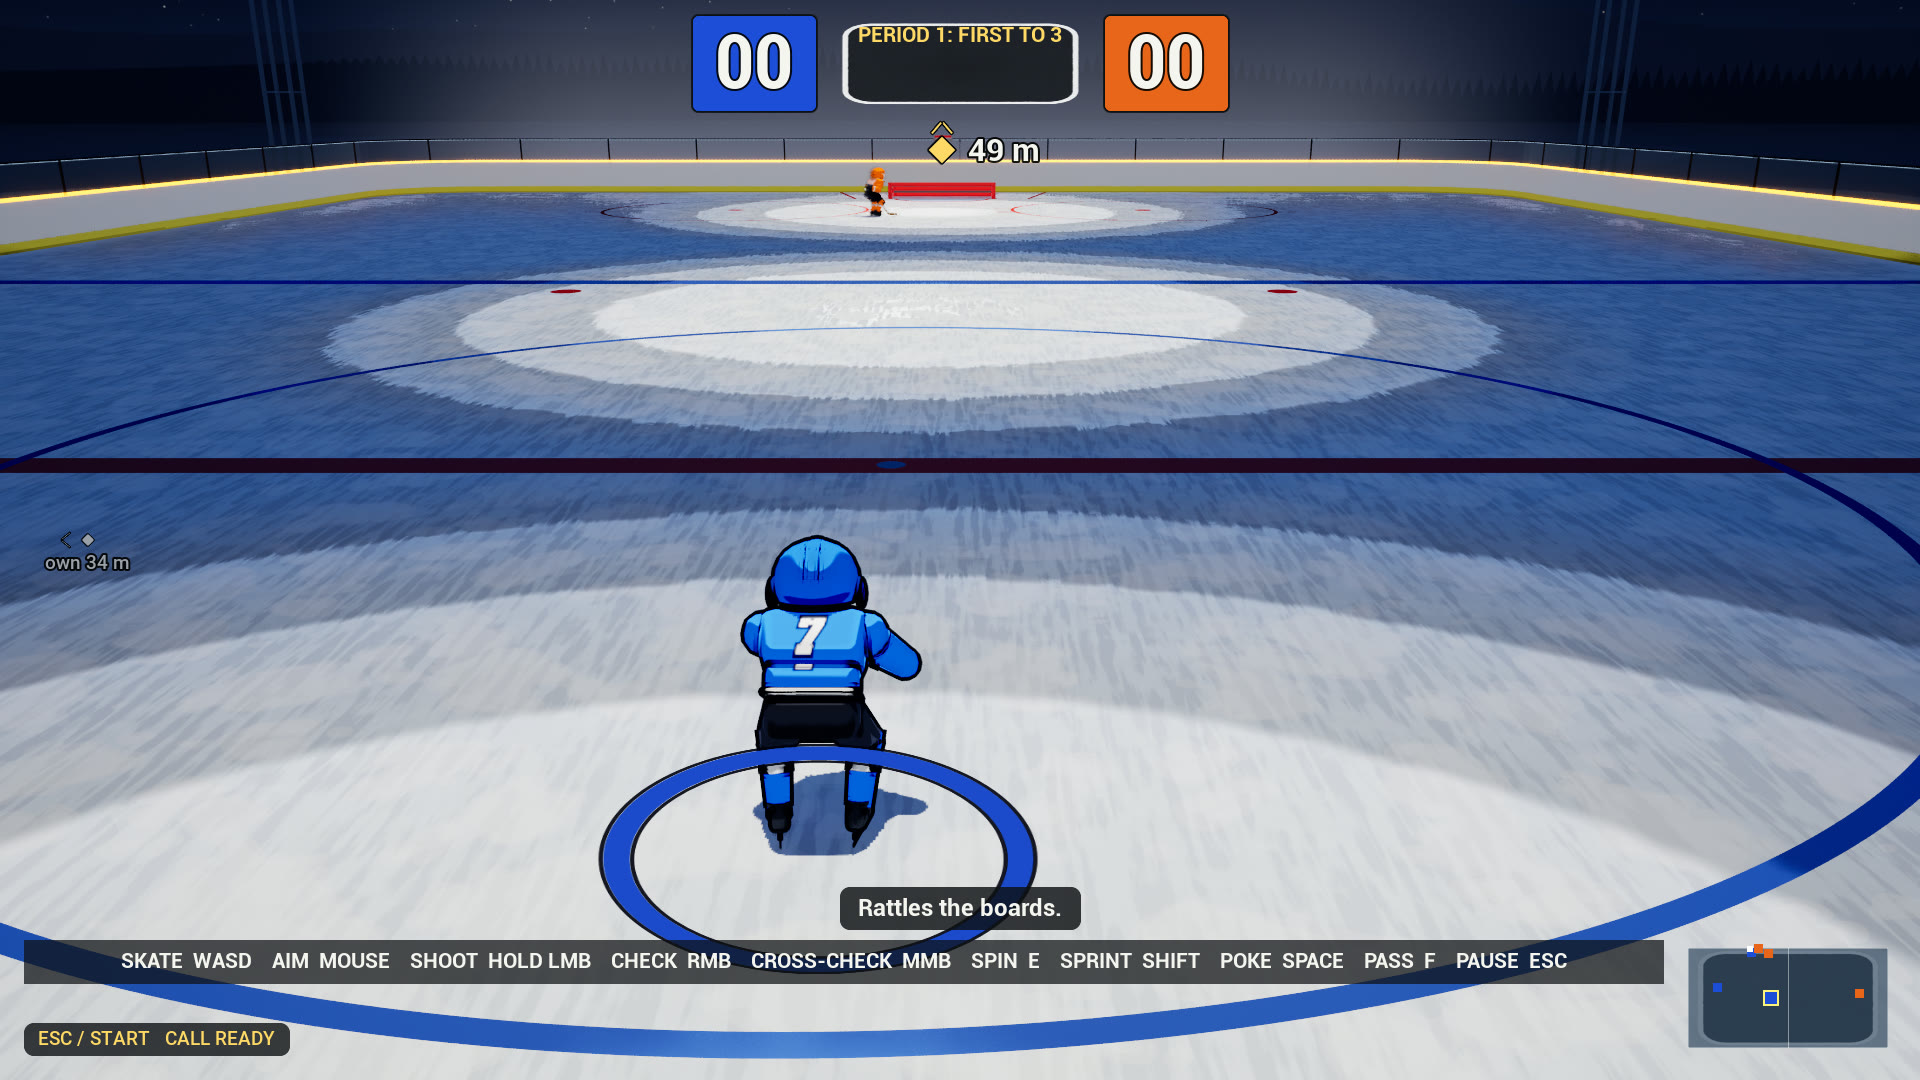 00
PERIOD 1: FIRST TO 3
00
49 m
own 34 m
7
Rattles the boards.
SKATE WASD AIM MOUSE SHOOT HOLD LMB CHECK RMB CROSS-CHECK MMB SPIN E SPRINT SHIFT POKE SPACE PASS F PAUSE ESC
ESC / START CALL READY